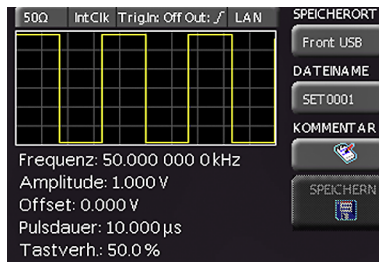 50Ω IntClk Trig.In: Off Out: LAN
SPEICHERORT
Front USB
DATEINAME
SET0001
KOMMENTAR
SPEICHERN
Frequenz: 50.000 000 0 kHz
Amplitude: 1.000 V
Offset: 0.000 V
Pulsdauer: 10.000 µs
Tastverh.: 50.0 %